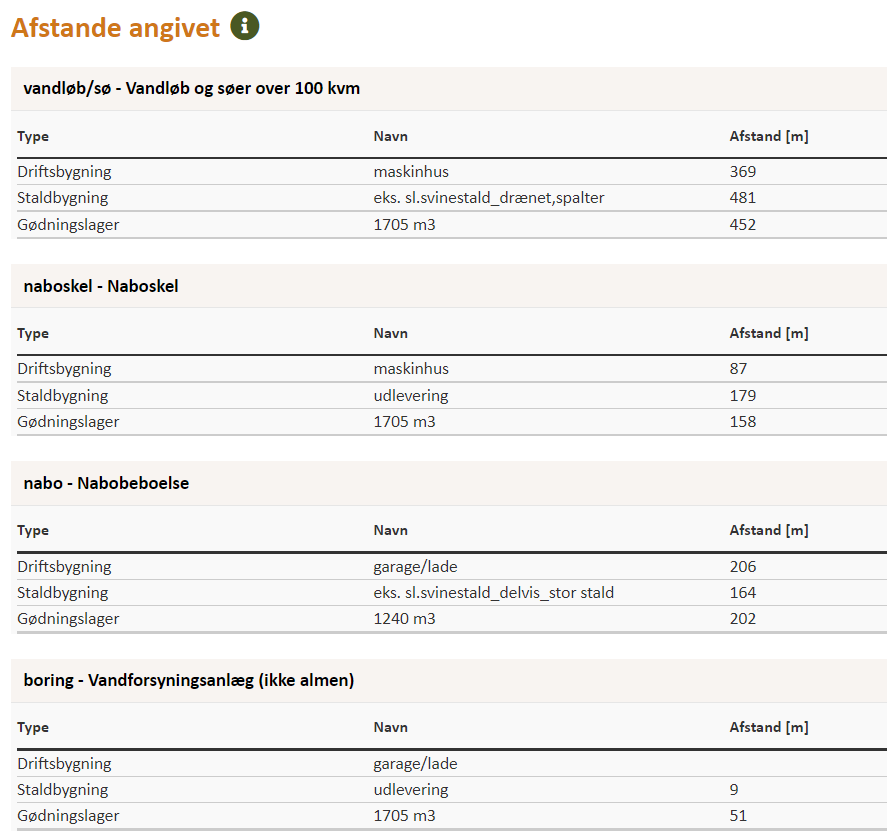 Afstande angivet
vandløb/sø - Vandløb og søer over 100 kvm
Type Navn Afstand [m]
Driftsbygning maskinhus 369
Staldbygning eks. sl.svinestald_drænet,spalter 481
Gødningslager 1705 m3 452
naboskel - Naboskel
Type Navn Afstand [m]
Driftsbygning maskinhus 87
Staldbygning udlevering 179
Gødningslager 1705 m3 158
nabo - Nabobeboelse
Type Navn Afstand [m]
Driftsbygning garage/lade 206
Staldbygning eks. sl.svinestald_delvis_stor stald 164
Gødningslager 1240 m3 202
boring - Vandforsyningsanlæg (ikke almen)
Type Navn Afstand [m]
Driftsbygning garage/lade
Staldbygning udlevering 9
Gødningslager 1705 m3 51